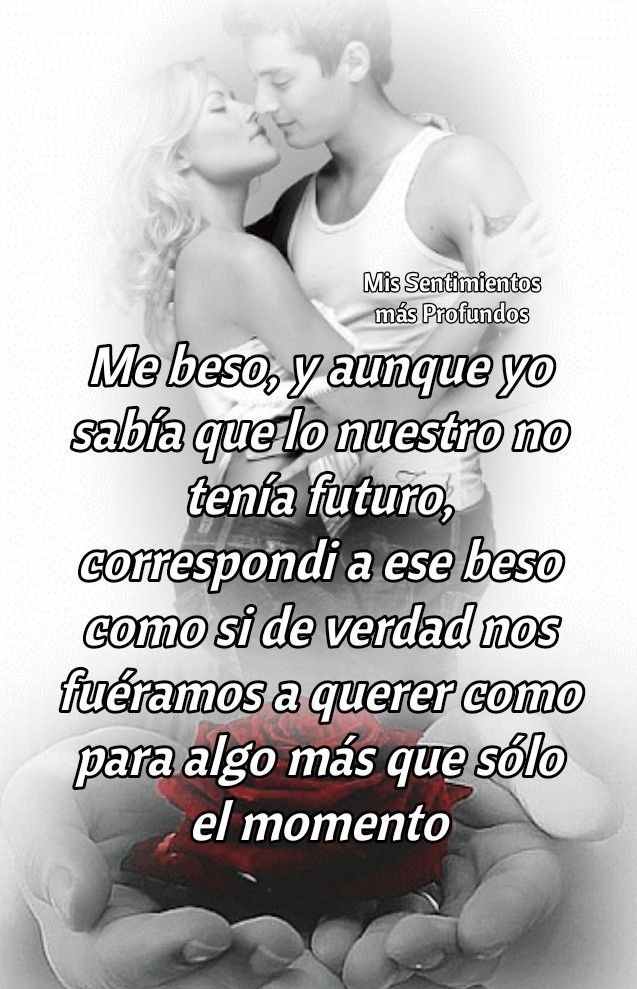 Mis Sentimientos
más Profundos
Me beso, y aunque yo
sabía que lo nuestro no
tenía futuro,
correspondi a ese beso
como si de verdad nos
fuéramos a querer como
para algo más que sólo
el momento